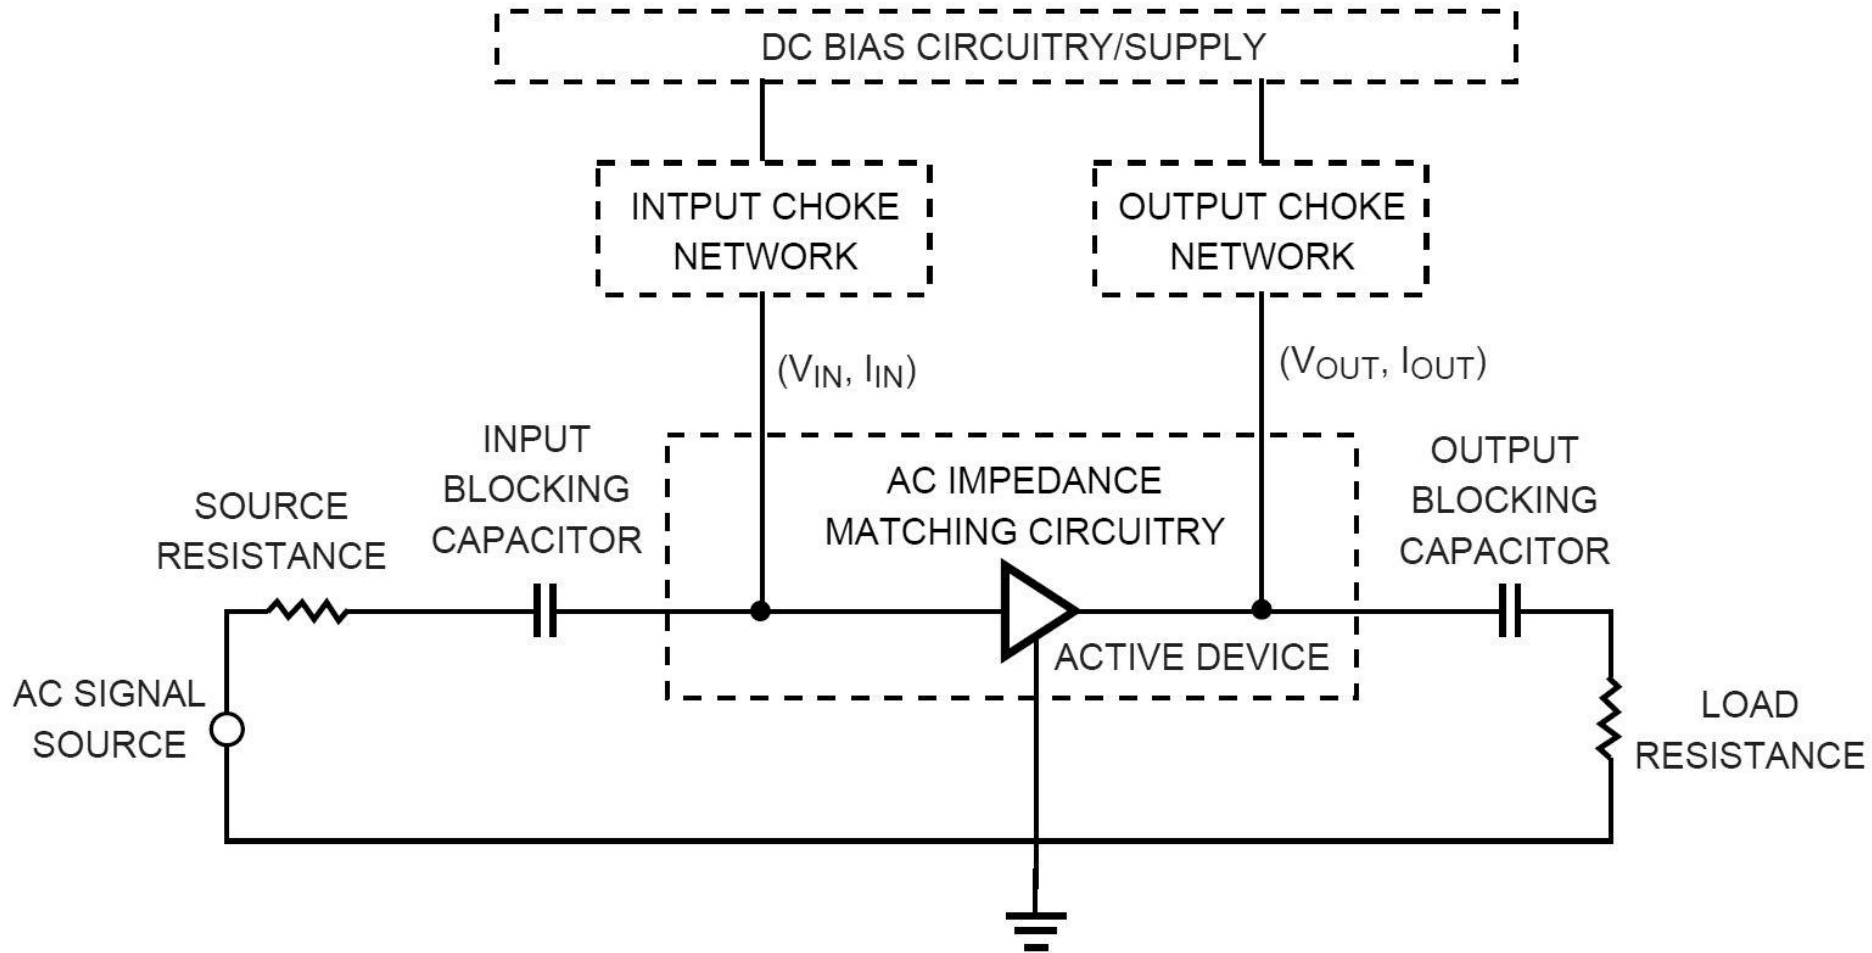 DC BIAS CIRCUITRY/SUPPLY
INTPUT CHOKE
NETWORK
OUTPUT CHOKE
NETWORK
(VIN, IIN)
(VOUT, IOUT)
INPUT
BLOCKING
CAPACITOR
SOURCE
RESISTANCE
AC IMPEDANCE
MATCHING CIRCUITRY
OUTPUT
BLOCKING
CAPACITOR
ACTIVE DEVICE
AC SIGNAL
SOURCE
LOAD
RESISTANCE